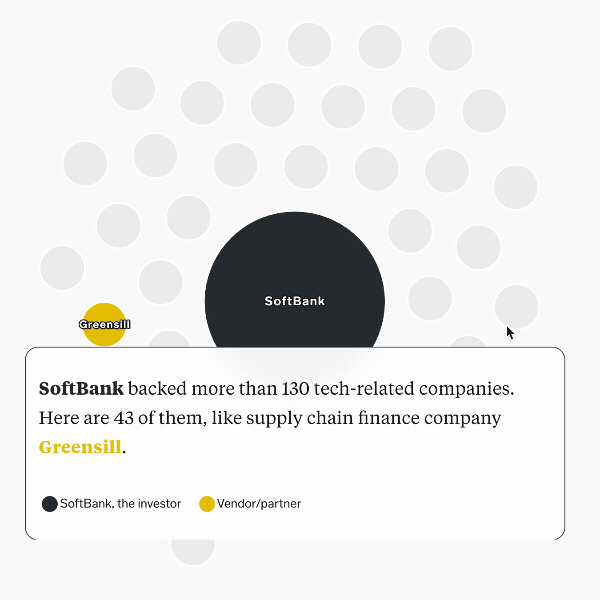 SoftBank
Greensill
SoftBank backed more than 130 tech-related companies.
Here are 43 of them, like supply chain finance company
Greensill.
SoftBank, the investor
Vendor/partner